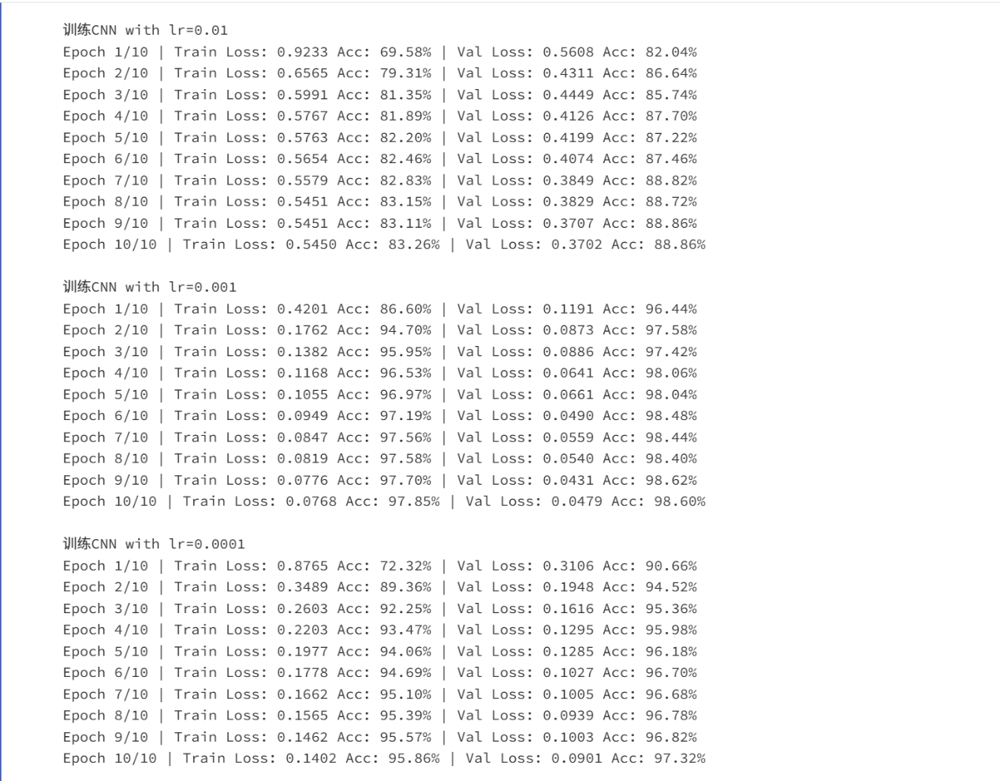 训练CNN with lr=0.01
Epoch 1/10 | Train Loss: 0.9233 Acc: 69.58% | Val Loss: 0.5608 Acc: 82.04%
Epoch 2/10 | Train Loss: 0.6565 Acc: 79.31% | Val Loss: 0.4311 Acc: 86.64%
Epoch 3/10 | Train Loss: 0.5991 Acc: 81.35% | Val Loss: 0.4449 Acc: 85.74%
Epoch 4/10 | Train Loss: 0.5767 Acc: 81.89% | Val Loss: 0.4126 Acc: 87.70%
Epoch 5/10 | Train Loss: 0.5763 Acc: 82.20% | Val Loss: 0.4199 Acc: 87.22%
Epoch 6/10 | Train Loss: 0.5654 Acc: 82.46% | Val Loss: 0.4074 Acc: 87.46%
Epoch 7/10 | Train Loss: 0.5579 Acc: 82.83% | Val Loss: 0.3849 Acc: 88.82%
Epoch 8/10 | Train Loss: 0.5451 Acc: 83.15% | Val Loss: 0.3829 Acc: 88.72%
Epoch 9/10 | Train Loss: 0.5451 Acc: 83.11% | Val Loss: 0.3707 Acc: 88.86%
Epoch 10/10 | Train Loss: 0.5450 Acc: 83.26% | Val Loss: 0.3702 Acc: 88.86%
训练CNN with lr=0.001
Epoch 1/10 | Train Loss: 0.4201 Acc: 86.60% | Val Loss: 0.1191 Acc: 96.44%
Epoch 2/10 | Train Loss: 0.1762 Acc: 94.70% | Val Loss: 0.0873 Acc: 97.58%
Epoch 3/10 | Train Loss: 0.1382 Acc: 95.95% | Val Loss: 0.0886 Acc: 97.42%
Epoch 4/10 | Train Loss: 0.1168 Acc: 96.53% | Val Loss: 0.0641 Acc: 98.06%
Epoch 5/10 | Train Loss: 0.1055 Acc: 96.97% | Val Loss: 0.0661 Acc: 98.04%
Epoch 6/10 | Train Loss: 0.0949 Acc: 97.19% | Val Loss: 0.0490 Acc: 98.48%
Epoch 7/10 | Train Loss: 0.0847 Acc: 97.56% | Val Loss: 0.0559 Acc: 98.44%
Epoch 8/10 | Train Loss: 0.0819 Acc: 97.58% | Val Loss: 0.0540 Acc: 98.40%
Epoch 9/10 | Train Loss: 0.0776 Acc: 97.70% | Val Loss: 0.0431 Acc: 98.62%
Epoch 10/10 | Train Loss: 0.0768 Acc: 97.85% | Val Loss: 0.0479 Acc: 98.60%
训练CNN with lr=0.0001
Epoch 1/10 | Train Loss: 0.8765 Acc: 72.32% | Val Loss: 0.3106 Acc: 90.66%
Epoch 2/10 | Train Loss: 0.3489 Acc: 89.36% | Val Loss: 0.1948 Acc: 94.52%
Epoch 3/10 | Train Loss: 0.2603 Acc: 92.25% | Val Loss: 0.1616 Acc: 95.36%
Epoch 4/10 | Train Loss: 0.2203 Acc: 93.47% | Val Loss: 0.1295 Acc: 95.98%
Epoch 5/10 | Train Loss: 0.1977 Acc: 94.06% | Val Loss: 0.1285 Acc: 96.18%
Epoch 6/10 | Train Loss: 0.1778 Acc: 94.69% | Val Loss: 0.1027 Acc: 96.70%
Epoch 7/10 | Train Loss: 0.1662 Acc: 95.10% | Val Loss: 0.1005 Acc: 96.68%
Epoch 8/10 | Train Loss: 0.1565 Acc: 95.39% | Val Loss: 0.0939 Acc: 96.78%
Epoch 9/10 | Train Loss: 0.1462 Acc: 95.57% | Val Loss: 0.1003 Acc: 96.82%
Epoch 10/10 | Train Loss: 0.1402 Acc: 95.86% | Val Loss: 0.0901 Acc: 97.32%